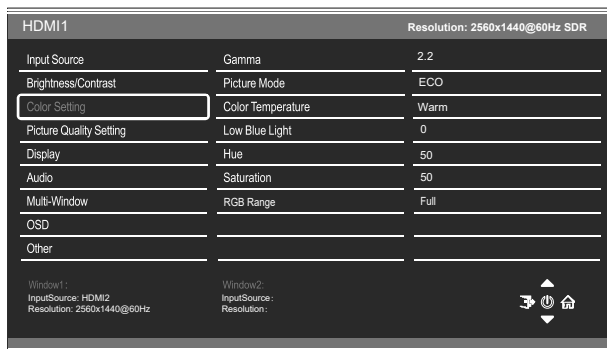 HDMI1 Resolution: 2560x1440@60Hz SDR
Input Source Gamma 2.2
Brightness/Contrast Picture Mode ECO
Color Setting Color Temperature Warm
Picture Quality Setting Low Blue Light 0
Display Hue 50
Audio Saturation 50
Multi-Window RGB Range Full
OSD
Other
Window1: Window2:
InputSource: HDMI2 InputSource:
Resolution: 2560x1440@60Hz Resolution: